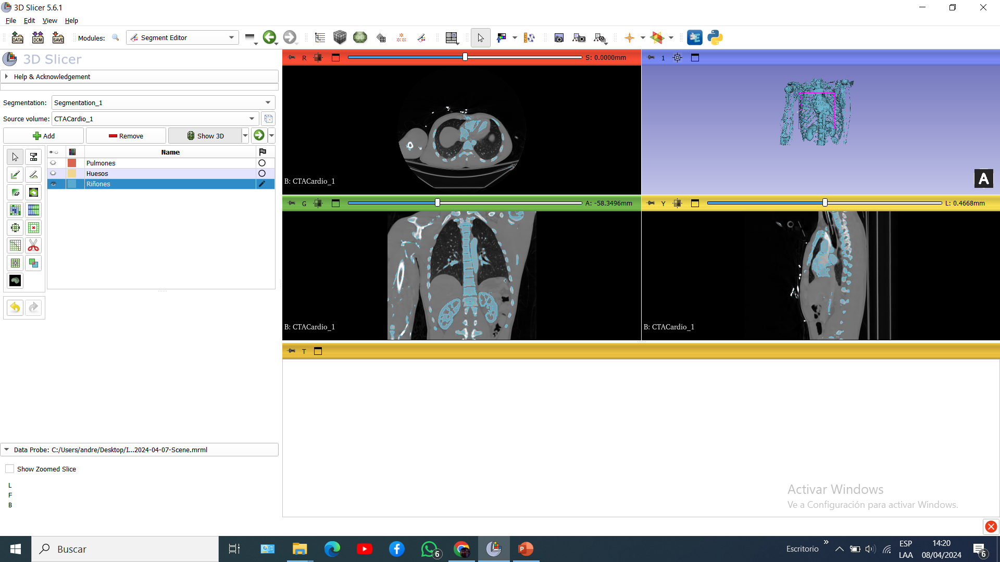 3D Slicer 5.6.1
File Edit View Help
DATA DCM SAVE Modules: Segment Editor
3D Slicer
Help & Acknowledgement
Segmentation: Segmentation_1
Source volume: CTACardio_1
Add Remove Show 3D
Name
Pulmones
Huesos
Riñones
R S: 0.0000mm
B: CTACardio_1
1
A
G A: -58.3496mm
B: CTACardio_1
Y L: 0.4668mm
B: CTACardio_1
T
Data Probe: C:/Users/andre/Desktop/I...2024-04-07-Scene.mrml
Show Zoomed Slice
L
F
B
Activar Windows
Ve a Configuración para activar Windows.
Buscar
6
P
Escritorio
ESP
LAA
14:20
08/04/2024
6